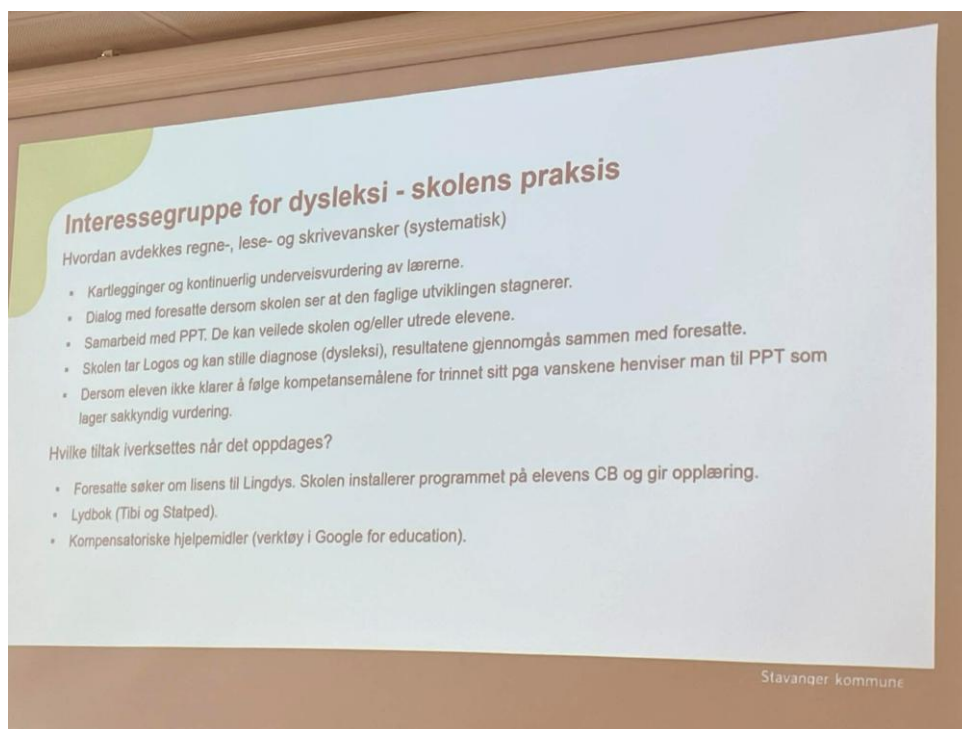 Interessegruppe for dysleksi - skolens praksis
Hvordan avdekkes regne-, lese- og skrivevansker (systematisk)
• Kartlegginger og kontinuerlig underveisvurdering av lærerne.
• Dialog med foresatte dersom skolen ser at den faglige utviklingen stagnerer.
• Samarbeid med PPT. De kan veilede skolen og/eller utrede elevene.
• Skolen tar Logos og kan stille diagnose (dysleksi), resultatene gjennomgås sammen med foresatte.
• Dersom eleven ikke klarer å følge kompetansemålene for trinnet sitt pga vanskene henviser man til PPT som
lager sakkyndig vurdering.
Hvilke tiltak iverksettes når det oppdages?
• Foresatte søker om lisens til Lingdys. Skolen installerer programmet på elevens CB og gir opplæring.
• Lydbok (Tibi og Statped).
• Kompensatoriske hjelpemidler (verktøy i Google for education).
Stavanger kommune